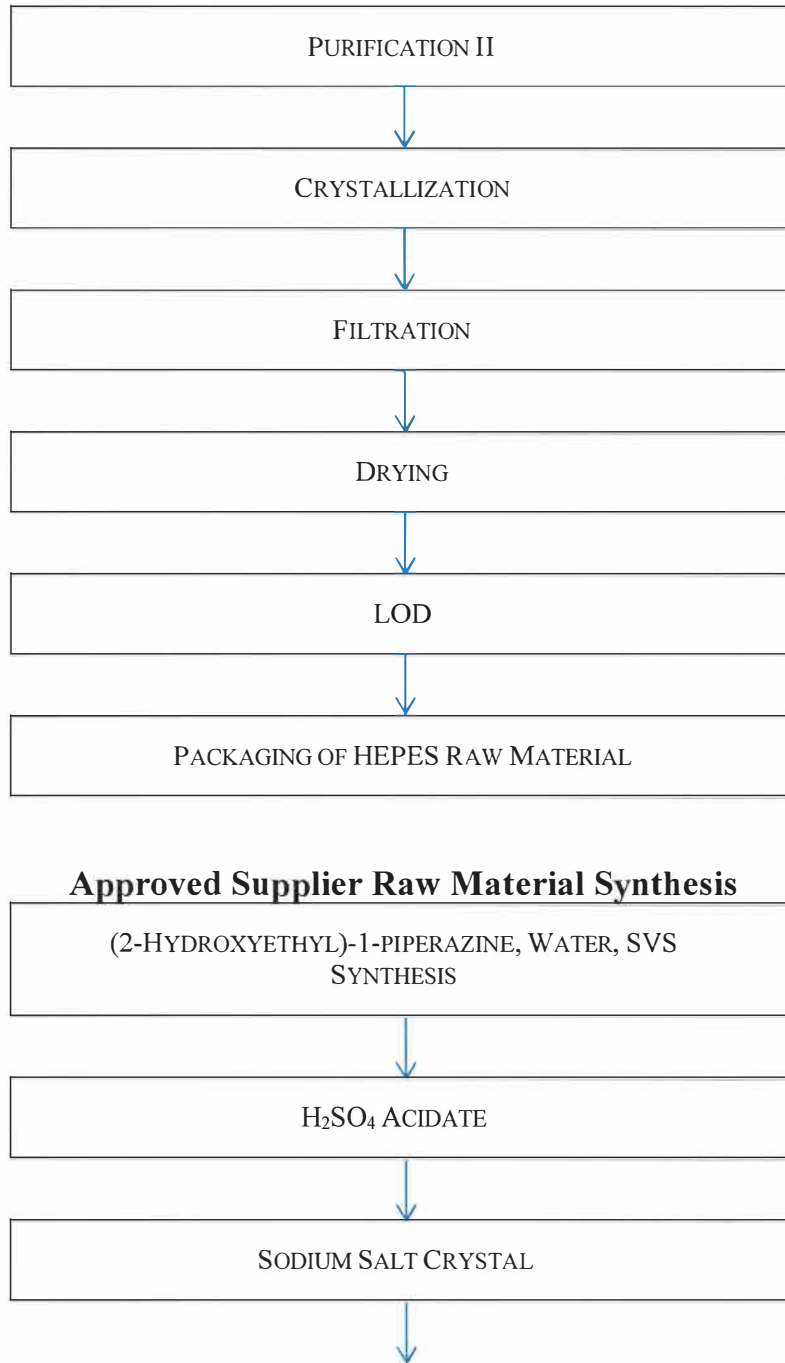 PURIFICATION II
CRYSTALLIZATION
FILTRATION
DRYING
LOD
PACKAGING OF HEPES RAW MATERIAL
Approved Supplier Raw Material Synthesis
(2-HYDROXYETHYL)-1-PIPERAZINE, WATER, SVS
SYNTHESIS
H₂SO₄ ACIDATE
SODIUM SALT CRYSTAL